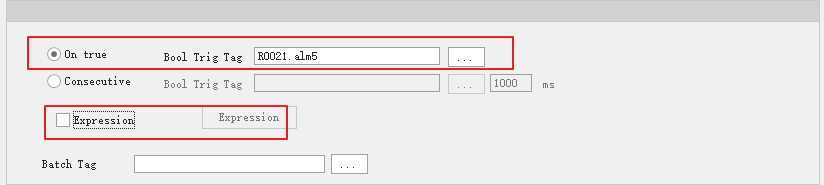 On true Bool Trig Tag R0021.alm5 ...
Consecutive Bool Trig Tag ... 1000 ms
Expression Expression
Batch Tag ...